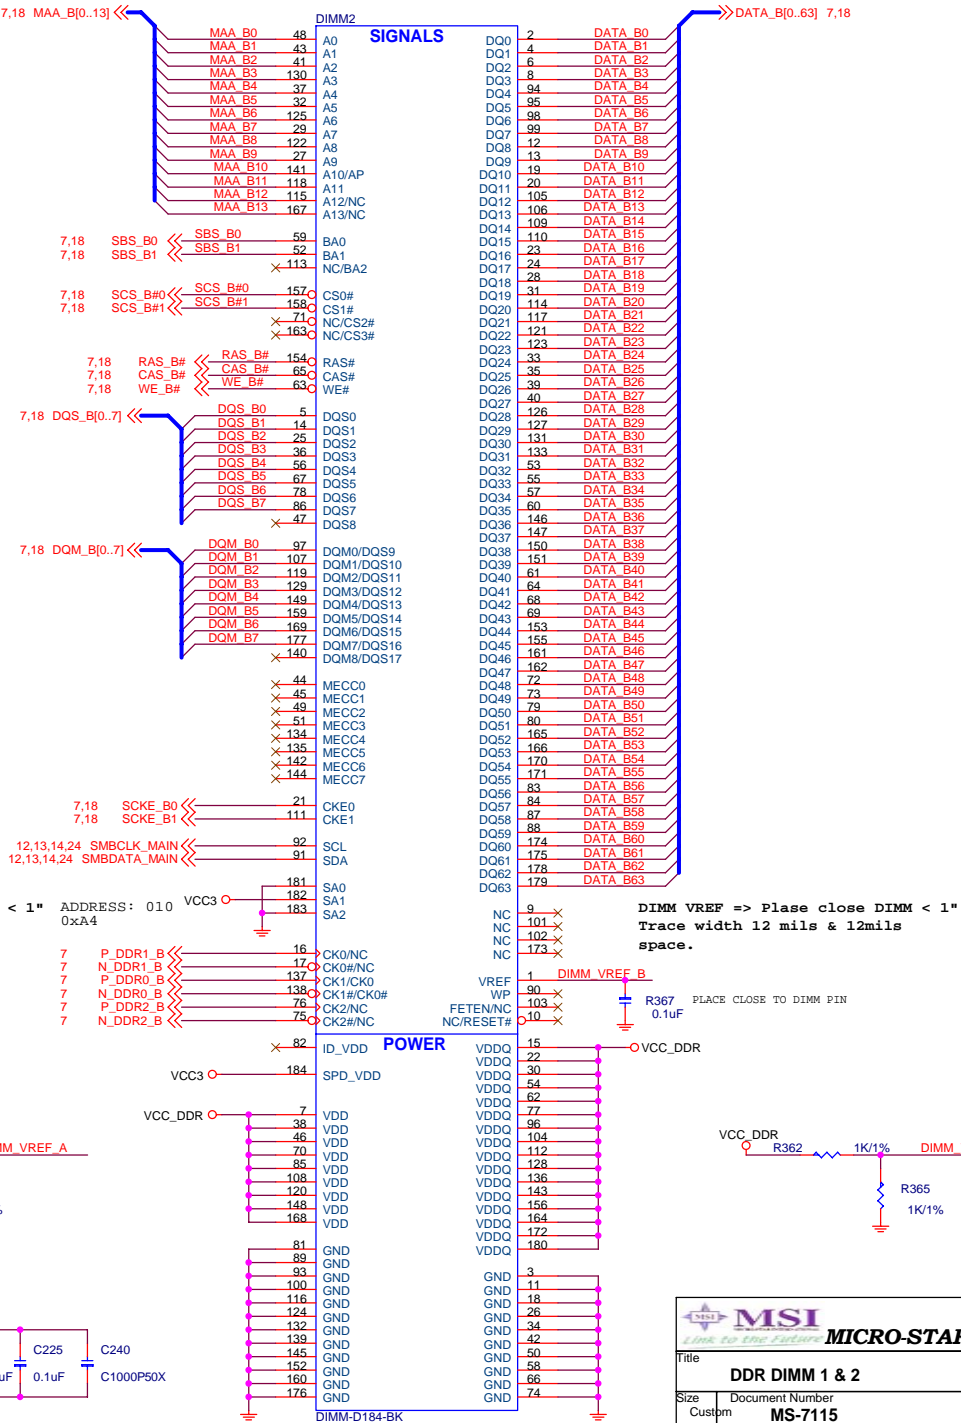 7,18 MAA_B[0..13]
DIMM2
DATA_B[0..63] 7,18
SIGNALS
MAA_B0 48 A0 DQ0 2 DATA_B0
MAA_B1 43 A1 DQ1 4 DATA_B1
MAA_B2 41 A2 DQ2 6 DATA_B2
MAA_B3 130 A3 DQ3 8 DATA_B3
MAA_B4 37 A4 DQ4 94 DATA_B4
MAA_B5 32 A5 DQ5 95 DATA_B5
MAA_B6 125 A6 DQ6 98 DATA_B6
MAA_B7 29 A7 DQ7 99 DATA_B7
MAA_B8 122 A8 DQ8 12 DATA_B8
MAA_B9 27 A9 DQ9 13 DATA_B9
MAA_B10 141 A10/AP DQ10 19 DATA_B10
MAA_B11 118 A11 DQ11 20 DATA_B11
MAA_B12 115 A12/NC DQ12 105 DATA_B12
MAA_B13 167 A13/NC DQ13 106 DATA_B13
DQ14 109 DATA_B14
7,18 SBS_B0 SBS_B0 59 BA0 DQ15 110 DATA_B15
7,18 SBS_B1 SBS_B1 52 BA1 DQ16 23 DATA_B16
113 NC/BA2 DQ17 24 DATA_B17
DQ18 28 DATA_B18
7,18 SCS_B#0 SCS_B#0 157 CS0# DQ19 31 DATA_B19
7,18 SCS_B#1 SCS_B#1 158 CS1# DQ20 114 DATA_B20
71 NC/CS2# DQ21 117 DATA_B21
163 NC/CS3# DQ22 121 DATA_B22
DQ23 123 DATA_B23
7,18 RAS_B# RAS_B# 154 RAS# DQ24 33 DATA_B24
7,18 CAS_B# CAS_B# 65 CAS# DQ25 35 DATA_B25
7,18 WE_B# WE_B# 63 WE# DQ26 39 DATA_B26
DQ27 40 DATA_B27
7,18 DQS_B[0..7] DQS_B0 5 DQS0 DQ28 126 DATA_B28
DQS_B1 14 DQS1 DQ29 127 DATA_B29
DQS_B2 25 DQS2 DQ30 131 DATA_B30
DQS_B3 36 DQS3 DQ31 133 DATA_B31
DQS_B4 56 DQS4 DQ32 53 DATA_B32
DQS_B5 67 DQS5 DQ33 55 DATA_B33
DQS_B6 78 DQS6 DQ34 57 DATA_B34
DQS_B7 86 DQS7 DQ35 60 DATA_B35
47 DQS8 DQ36 146 DATA_B36
DQ37 147 DATA_B37
7,18 DQM_B[0..7] DQM_B0 97 DQM0/DQS9 DQ38 150 DATA_B38
DQM_B1 107 DQM1/DQS10 DQ39 151 DATA_B39
DQM_B2 119 DQM2/DQS11 DQ40 61 DATA_B40
DQM_B3 129 DQM3/DQS12 DQ41 64 DATA_B41
DQM_B4 149 DQM4/DQS13 DQ42 68 DATA_B42
DQM_B5 159 DQM5/DQS14 DQ43 69 DATA_B43
DQM_B6 169 DQM6/DQS15 DQ44 153 DATA_B44
DQM_B7 177 DQM7/DQS16 DQ45 155 DATA_B45
140 DQM8/DQS17 DQ46 161 DATA_B46
DQ47 162 DATA_B47
44 MECC0 DQ48 72 DATA_B48
45 MECC1 DQ49 73 DATA_B49
49 MECC2 DQ50 79 DATA_B50
51 MECC3 DQ51 80 DATA_B51
134 MECC4 DQ52 165 DATA_B52
135 MECC5 DQ53 166 DATA_B53
142 MECC6 DQ54 170 DATA_B54
144 MECC7 DQ55 171 DATA_B55
DQ56 83 DATA_B56
7,18 SCKE_B0 21 CKE0 DQ57 84 DATA_B57
7,18 SCKE_B1 111 CKE1 DQ58 87 DATA_B58
DQ59 88 DATA_B59
12,13,14,24 SMBCLK_MAIN 92 SCL DQ60 174 DATA_B60
12,13,14,24 SMBDATA_MAIN 91 SDA DQ61 175 DATA_B61
DQ62 178 DATA_B62
181 SA0 DQ63 179 DATA_B63
< 1" ADDRESS: 010 VCC3 182 SA1
0xA4 183 SA2 NC 9
NC 101
NC 102
NC 173
DIMM VREF => Plase close DIMM < 1"
Trace width 12 mils & 12mils
space.
7 P_DDR1_B 16 CK0/NC
7 N_DDR1_B 17 CK0#/NC
7 P_DDR0_B 137 CK1/CK0 VREF 1 DIMM_VREF_B
7 N_DDR0_B 138 CK1#/CK0# WP 90
7 P_DDR2_B 76 CK2/NC FETEN/NC 103
7 N_DDR2_B 75 CK2#/NC NC/RESET# 10
R367 PLACE CLOSE TO DIMM PIN
0.1uF
POWER
82 ID_VDD VDDQ 15 VCC_DDR
VDDQ 22
VCC3 184 SPD_VDD VDDQ 30
VDDQ 54
VDDQ 62
VCC_DDR 7 VDD VDDQ 77
38 VDD VDDQ 96
46 VDD VDDQ 104
70 VDD VDDQ 112
85 VDD VDDQ 128
108 VDD VDDQ 136
120 VDD VDDQ 143
148 VDD VDDQ 156
168 VDD VDDQ 164
VDDQ 172
81 GND VDDQ 180
89 GND
93 GND GND 3
100 GND GND 11
116 GND GND 18
124 GND GND 26
132 GND GND 34
139 GND GND 42
145 GND GND 50
152 GND GND 58
160 GND GND 66
176 GND GND 74
DIMM-D184-BK
IM_VREF_A
%
VCC_DDR
R362 1K/1% DIMM_
R365
1K/1%
C225 C240
uF 0.1uF C1000P50X
MSI
Link to the Future MICRO-STAR
Title
DDR DIMM 1 & 2
Size Document Number
Custom MS-7115